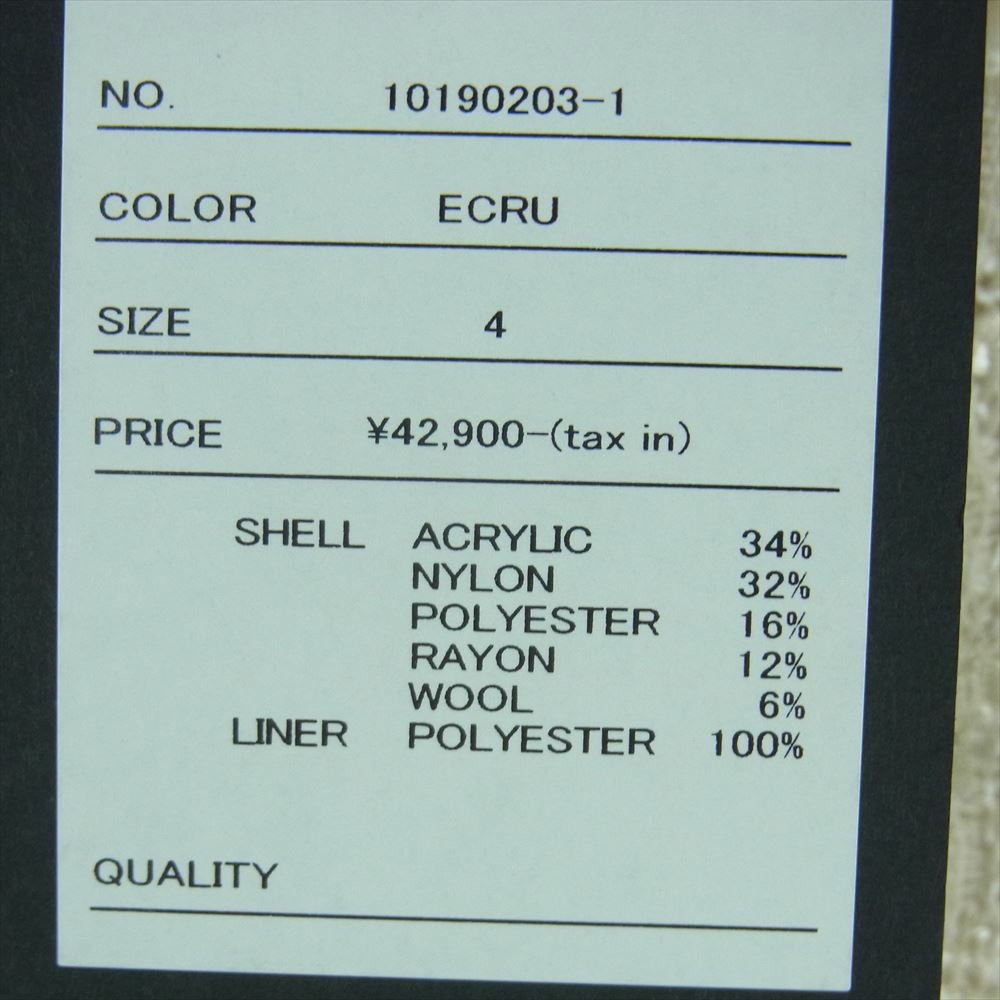 NO. 10190203-1
COLOR ECRU
SIZE 4
PRICE ¥42,900-(tax in)
SHELL ACRYLIC 34%
NYLON 32%
POLYESTER 16%
RAYON 12%
WOOL 6%
LINER POLYESTER 100%
QUALITY